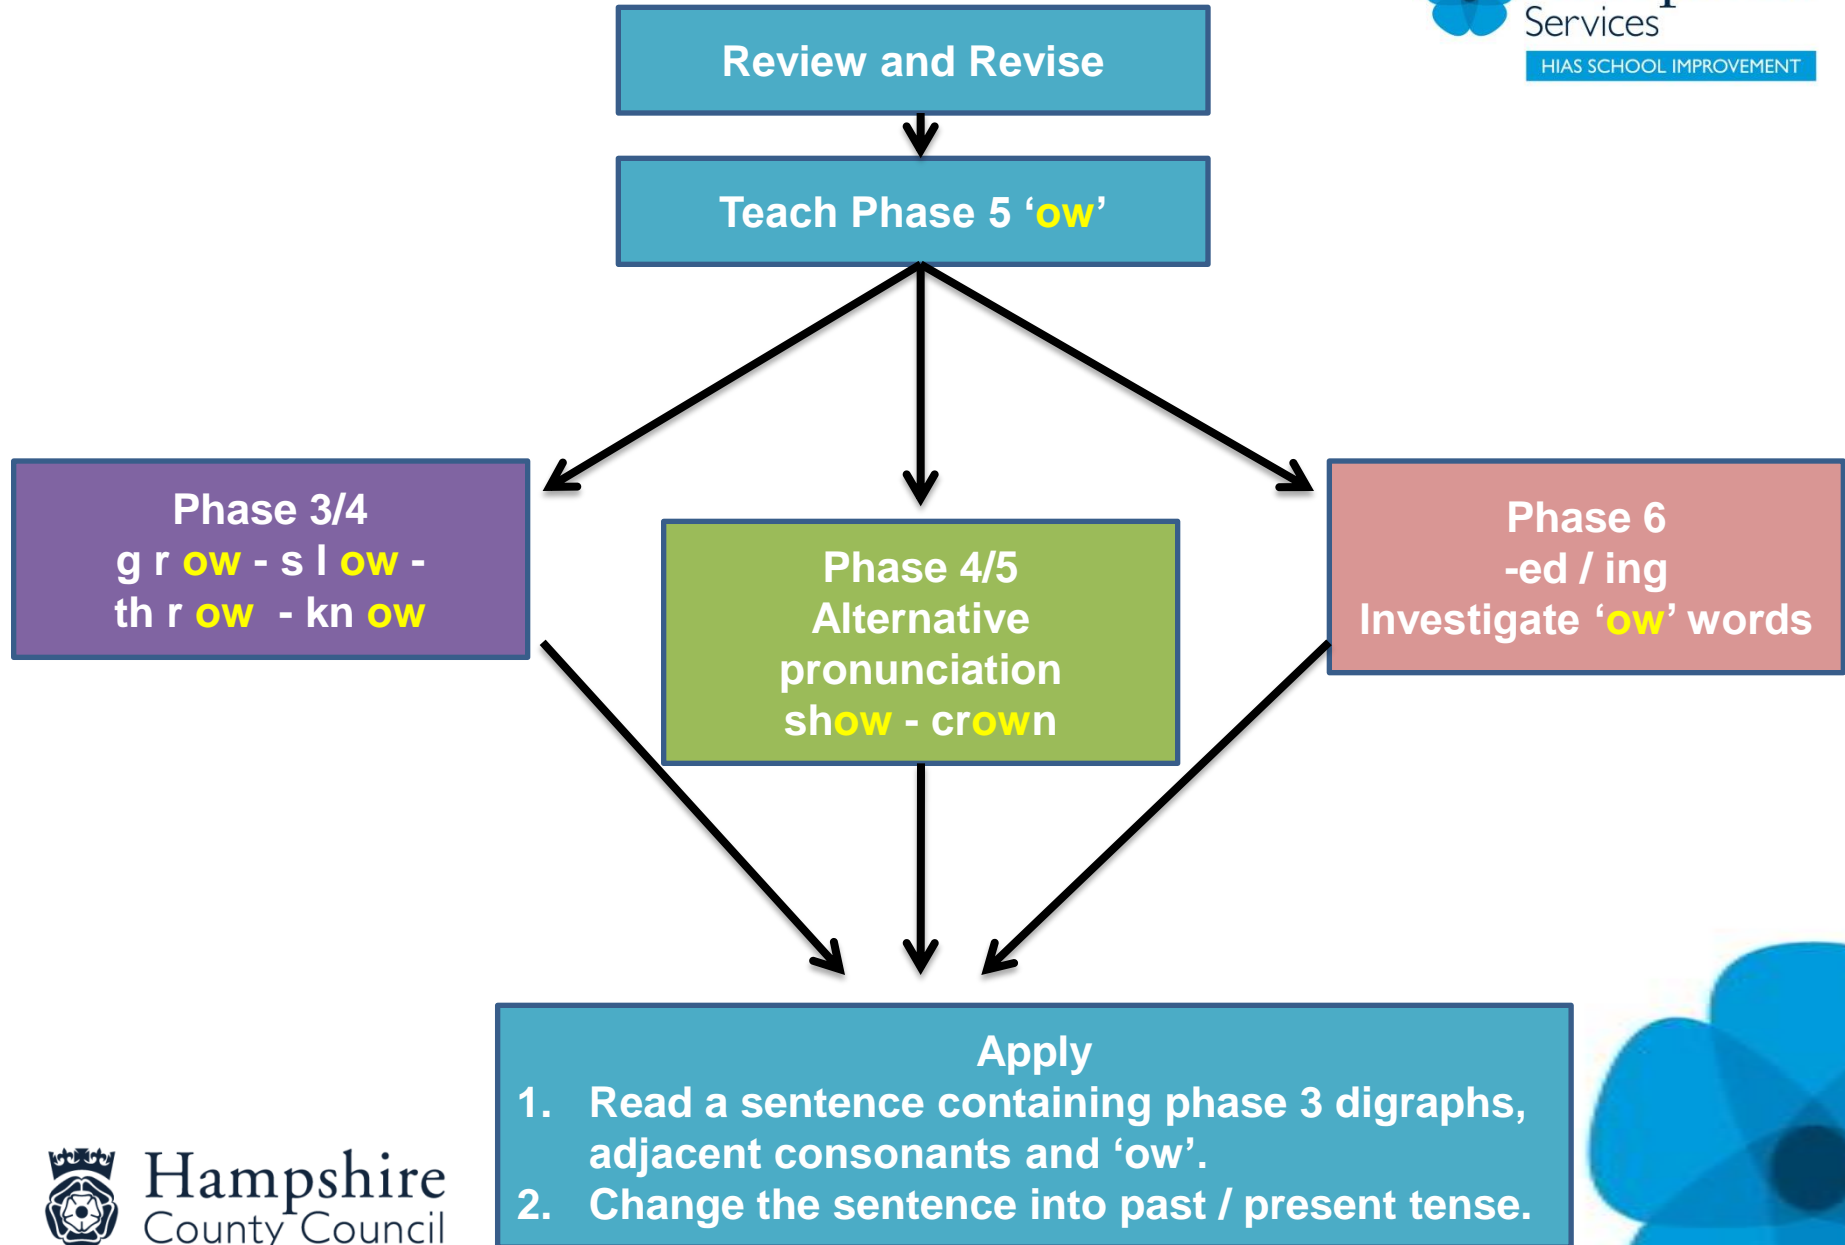 Services
HIAS SCHOOL IMPROVEMENT
Review and Revise
Teach Phase 5 ‘ow’
Phase 3/4
g r ow - s l ow -
th r ow - kn ow
Phase 4/5
Alternative
pronunciation
show - crown
Phase 6
-ed / ing
Investigate ‘ow’ words
Apply
1. Read a sentence containing phase 3 digraphs,
adjacent consonants and ‘ow’.
2. Change the sentence into past / present tense.
Hampshire
County Council